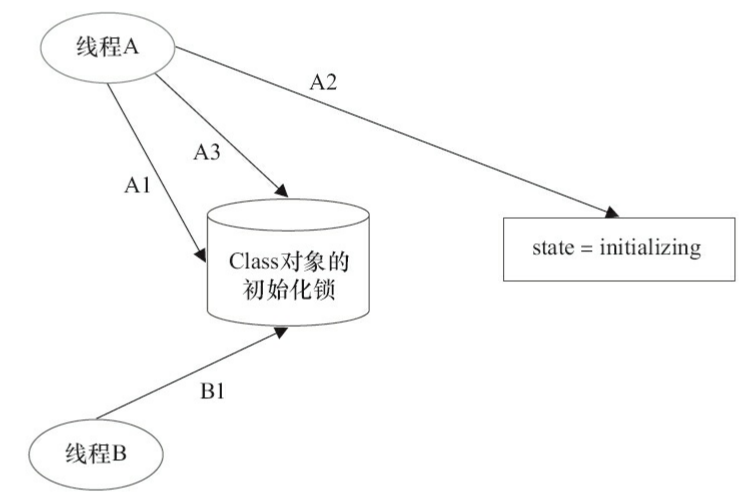 线程A
A2
A3
A1
state = initializing
Class对象的
初始化锁
B1
线程B